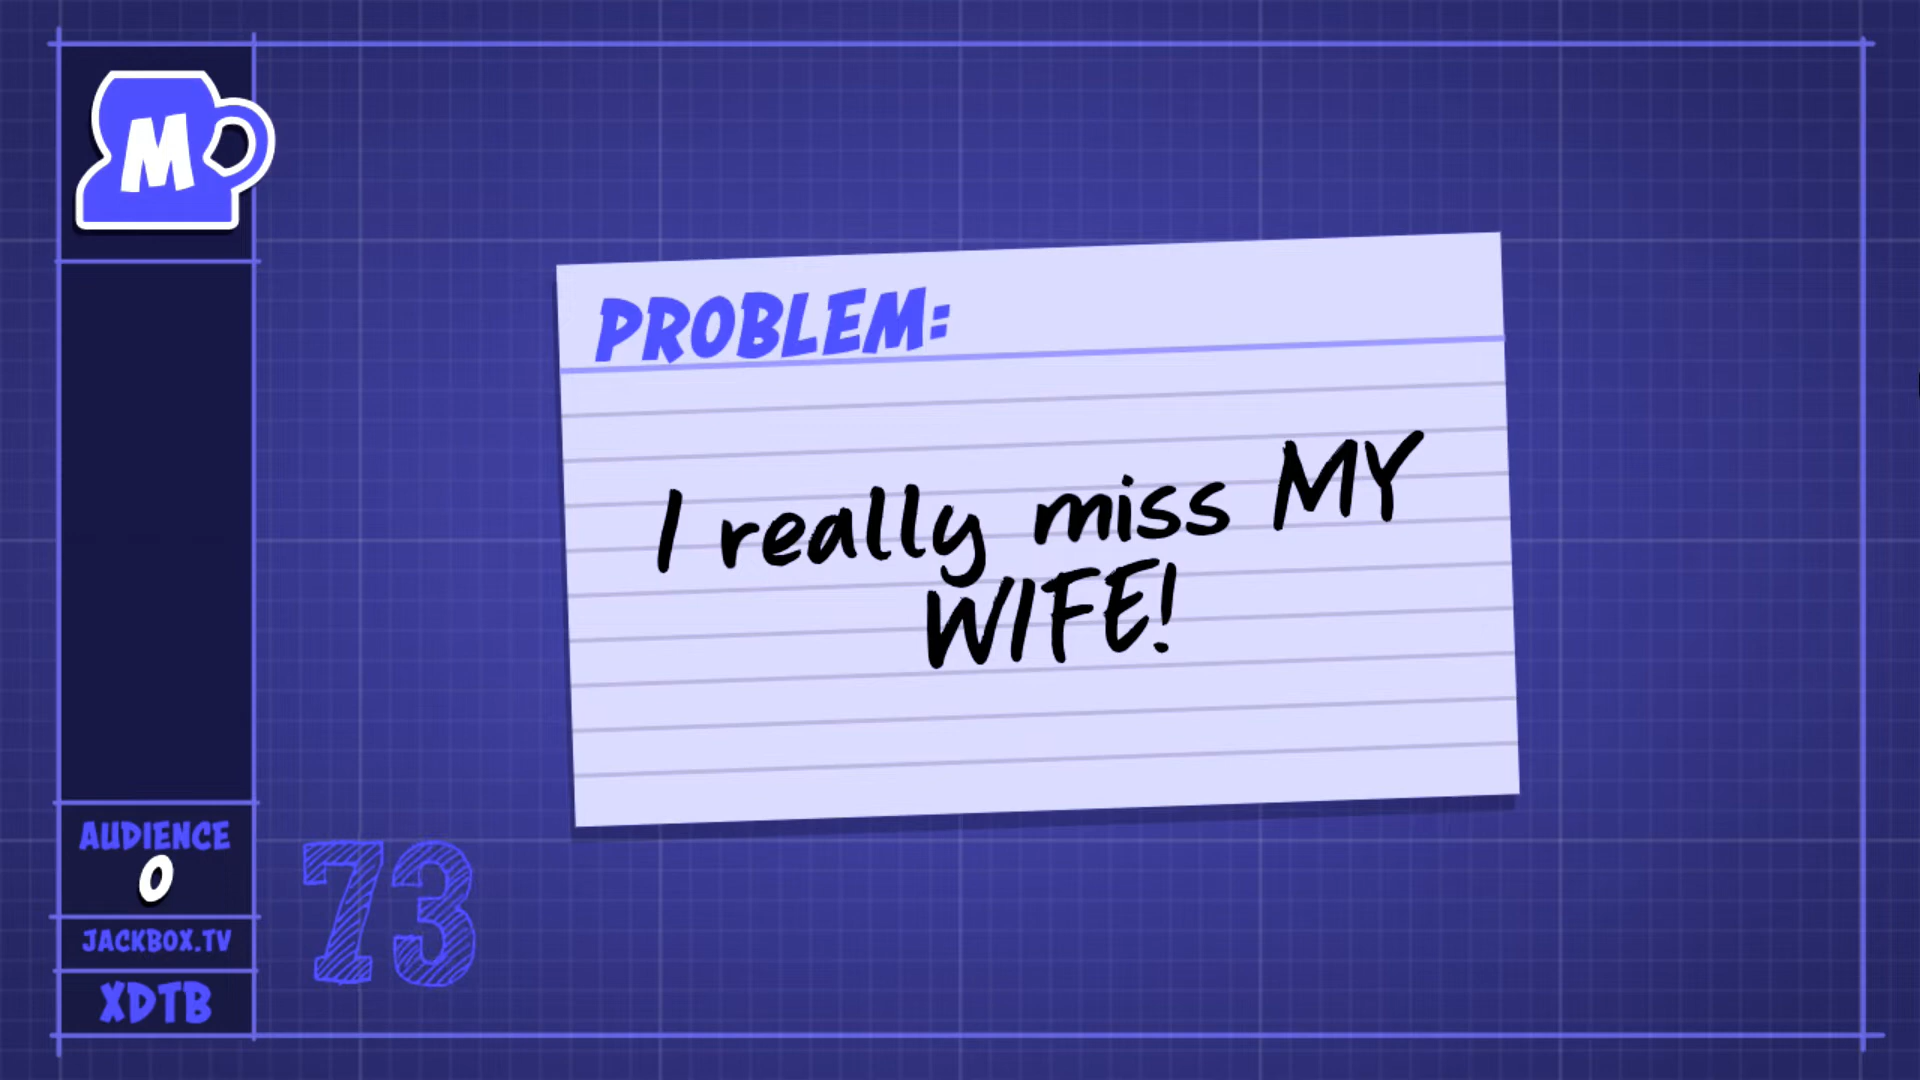 M
PROBLEM:
I really miss MY
WIFE!
AUDIENCE
0
JACKBOX.TV
XDTB
73